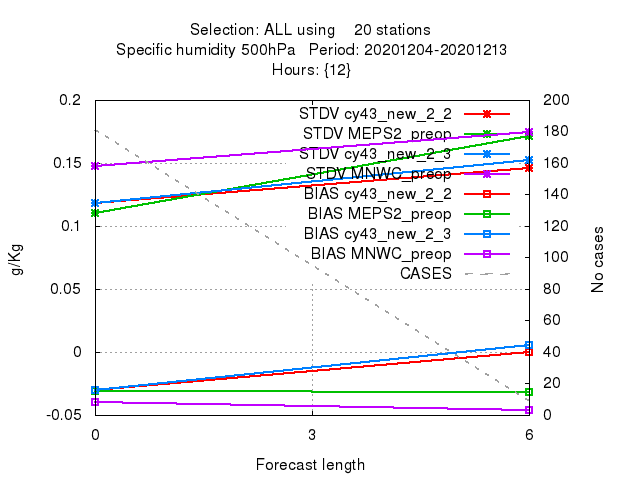 Selection: ALL using 20 stations
Specific humidity 500hPa Period: 20201204-20201213
Hours: {12}
0.2
0.15
0.1
0.05
0
-0.05
200
180
160
140
120
100
80
60
40
20
0
STDV cy43_new_2_2
STDV MEPS2_preop
STDV cy43_new_2_3
STDV MNWC_preop
BIAS cy43_new_2_2
BIAS MEPS2_preop
BIAS cy43_new_2_3
BIAS MNWC_preop
CASES
g/Kg
No cases
0 3 6
Forecast length